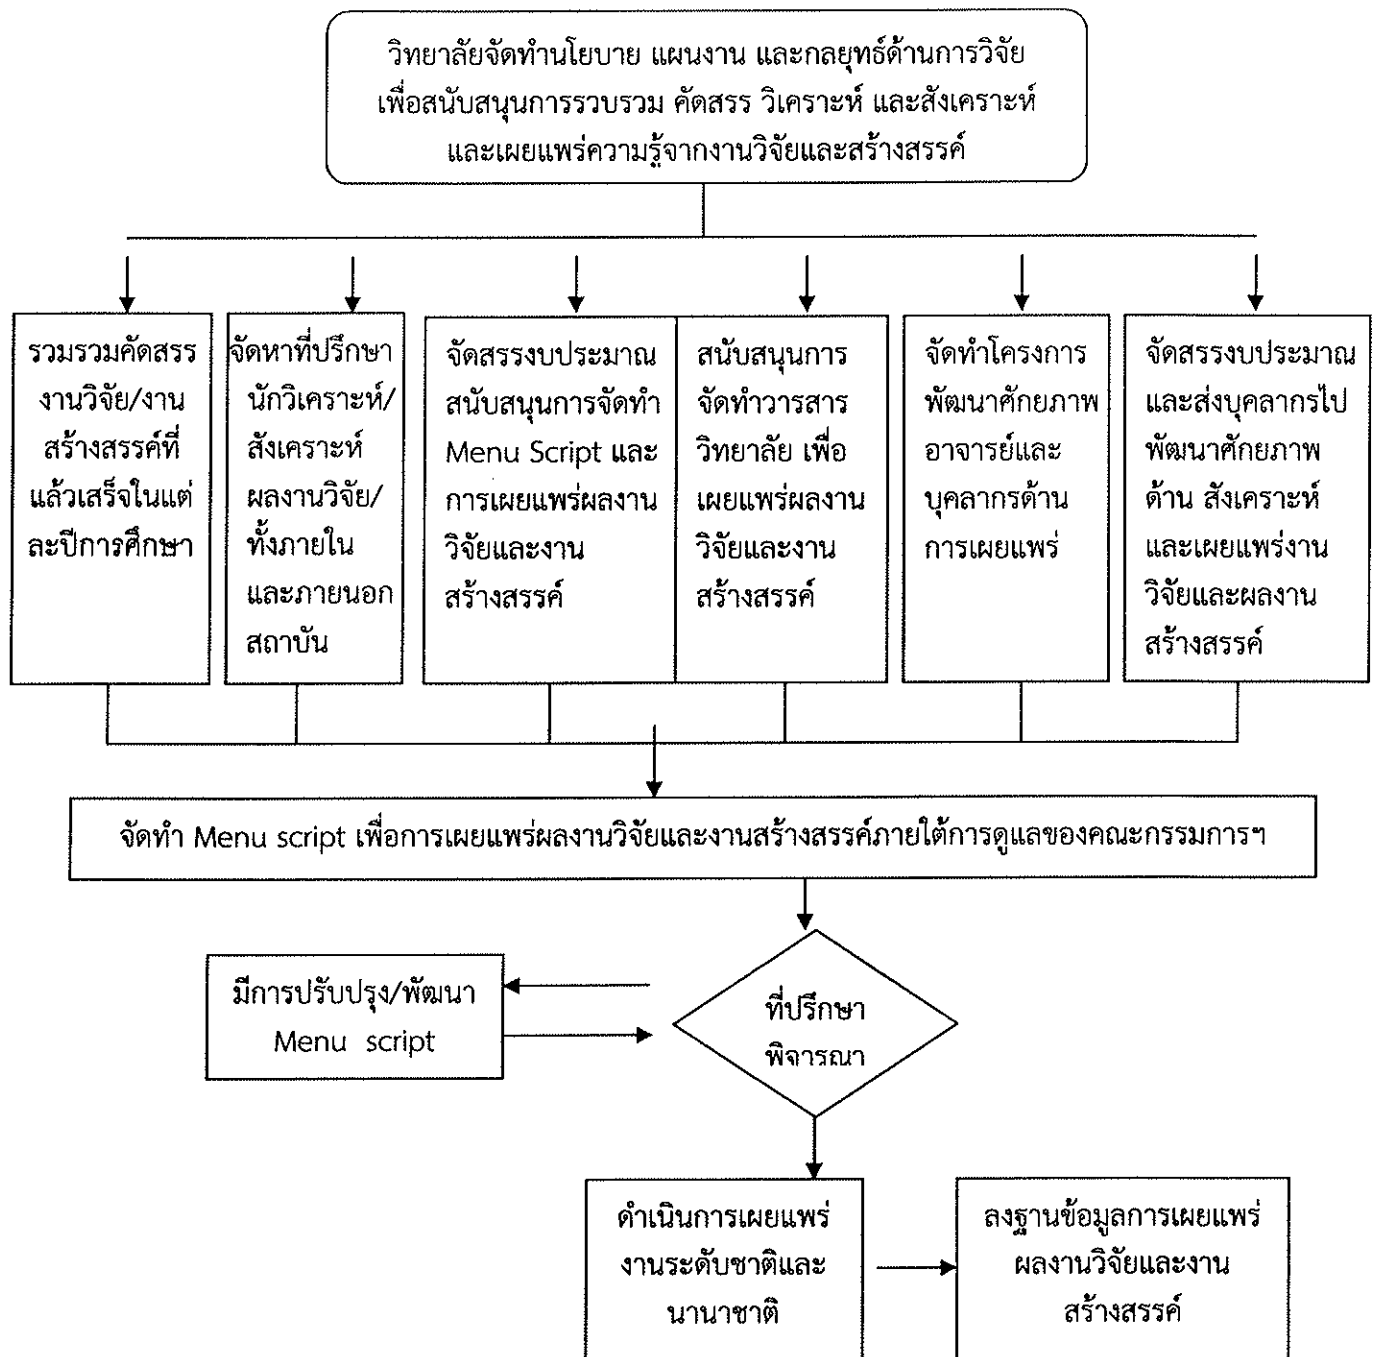 วิทยาลัยจัดทำนโยบาย แผนงาน และกลยุทธ์ด้านการวิจัย
เพื่อสนับสนุนการรวบรวม คัดสรร วิเคราะห์ และสังเคราะห์
และเผยแพร่ความรู้จากงานวิจัยและสร้างสรรค์
รวมรวมคัดสรร
งานวิจัย/งาน
สร้างสรรค์ที่
แล้วเสร็จในแต่
ละปีการศึกษา
จัดหาที่ปรึกษา
นักวิเคราะห์/
สังเคราะห์
ผลงานวิจัย/
ทั้งภายใน
และภายนอก
สถาบัน
จัดสรรงบประมาณ
สนับสนุนการจัดทำ
Menu Script และ
การเผยแพร่ผลงาน
วิจัยและงาน
สร้างสรรค์
สนับสนุนการ
จัดทำวารสาร
วิทยาลัย เพื่อ
เผยแพร่ผลงาน
วิจัยและงาน
สร้างสรรค์
จัดทำโครงการ
พัฒนาศักยภาพ
อาจารย์และ
บุคลากรด้าน
การเผยแพร่
จัดสรรงบประมาณ
และส่งบุคลากรไป
พัฒนาศักยภาพ
ด้าน สังเคราะห์
และเผยแพร่งาน
วิจัยและผลงาน
สร้างสรรค์
จัดทำ Menu script เพื่อการเผยแพร่ผลงานวิจัยและงานสร้างสรรค์ภายใต้การดูแลของคณะกรรมการฯ
มีการปรับปรุง/พัฒนา
Menu script
ที่ปรึกษา
พิจารณา
ดำเนินการเผยแพร่
งานระดับชาติและ
นานาชาติ
ลงฐานข้อมูลการเผยแพร่
ผลงานวิจัยและงาน
สร้างสรรค์